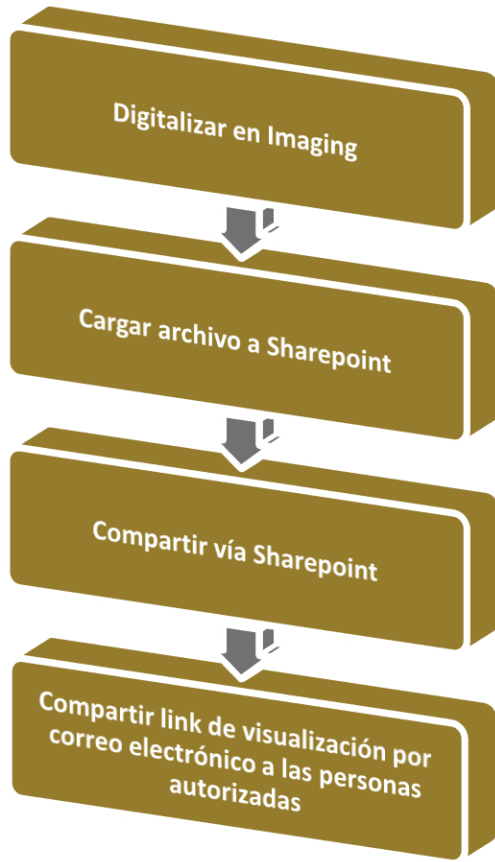 Digitalizar en Imaging
Cargar archivo a Sharepoint
Compartir vía Sharepoint
Compartir link de visualización por
correo electrónico a las personas
autorizadas